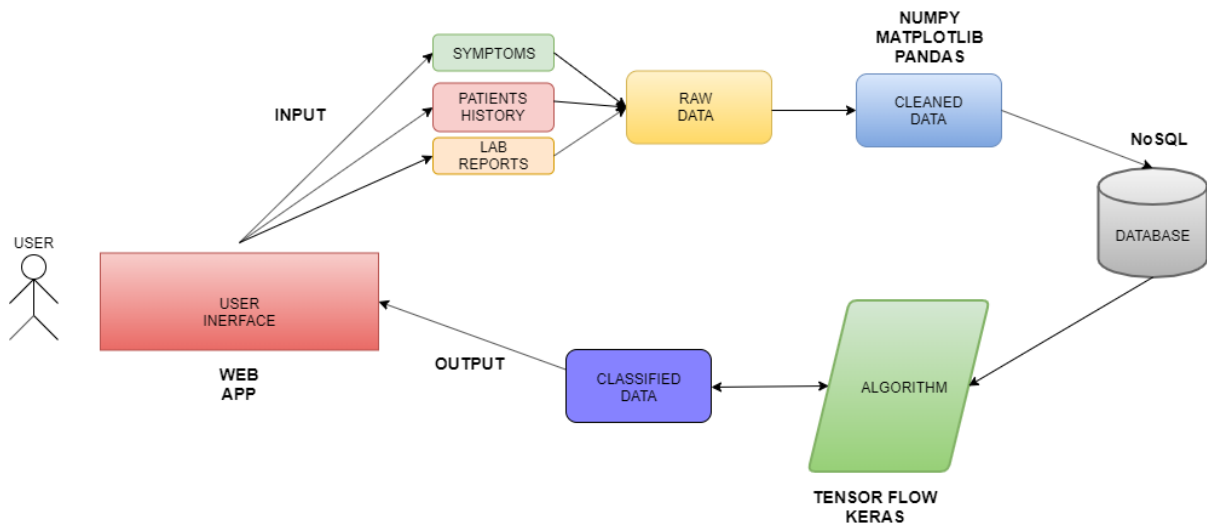 NUMPY
MATPLOTLIB
PANDAS
SYMPTOMS
INPUT
PATIENTS
HISTORY
LAB
REPORTS
RAW
DATA
CLEANED
DATA
NoSQL
DATABASE
USER
USER
INERFACE
WEB
APP
OUTPUT
CLASSIFIED
DATA
ALGORITHM
TENSOR FLOW
KERAS